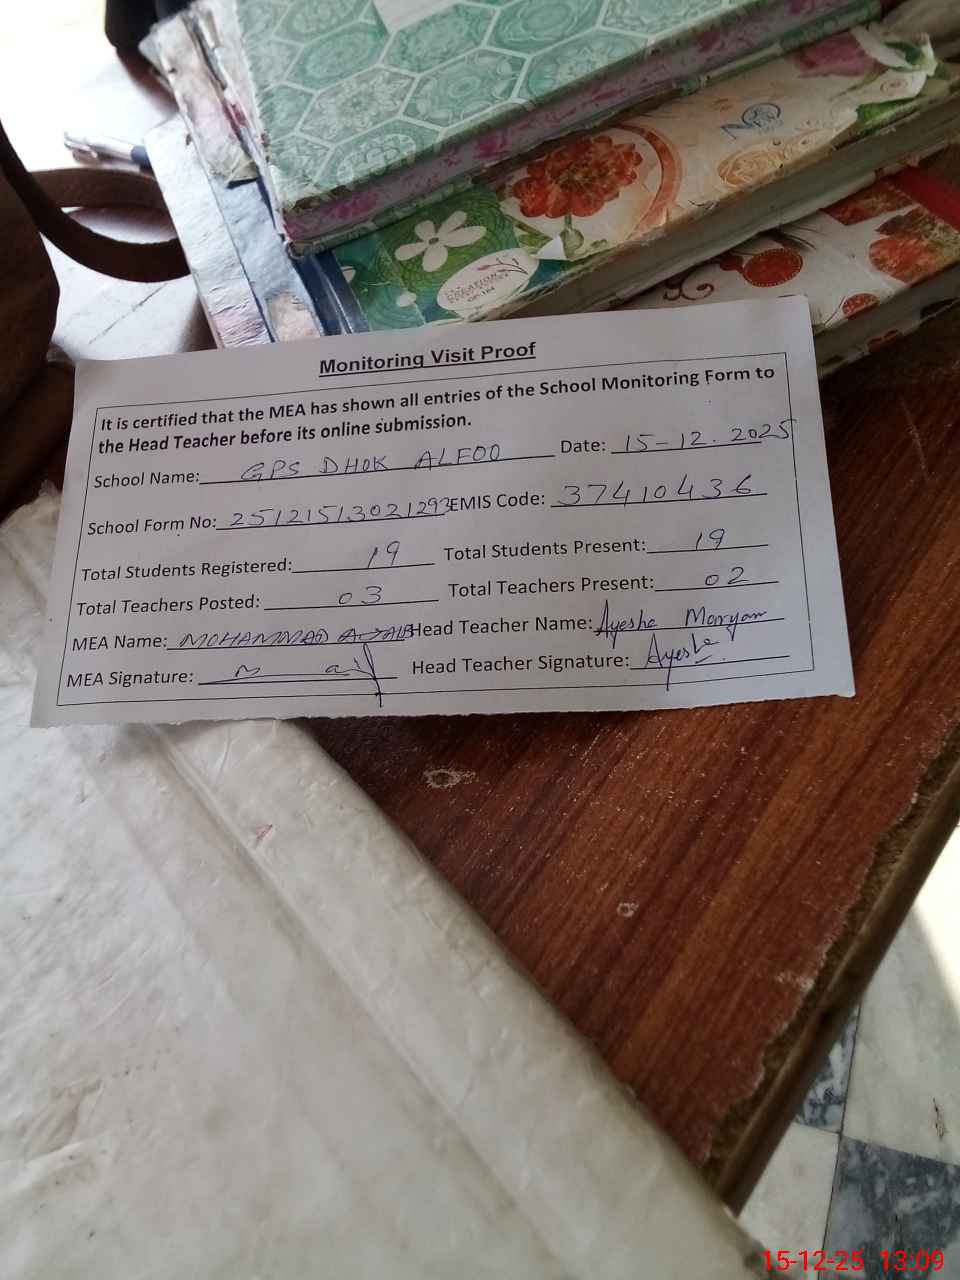 Monitoring Visit Proof
It is certified that the MEA has shown all entries of the School Monitoring Form to
the Head Teacher before its online submission.
School Name: GPS DHOK ALFOO Date: 15-12.2025
School Form No: 25121513021292 EMIS Code: 37410436
Total Students Registered: 19 Total Students Present: 19
Total Teachers Posted: 03 Total Teachers Present: 02
MEA Name: MOHAMMAD Head Teacher Name: Ayesha Maryam
MEA Signature: Head Teacher Signature: Ayesha
15-12-25 13:09